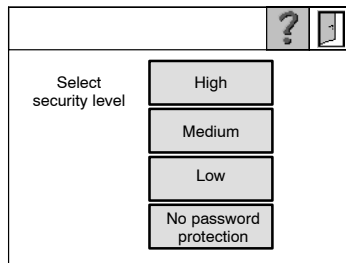 ?
Select
security level
High
Medium
Low
No password
protection